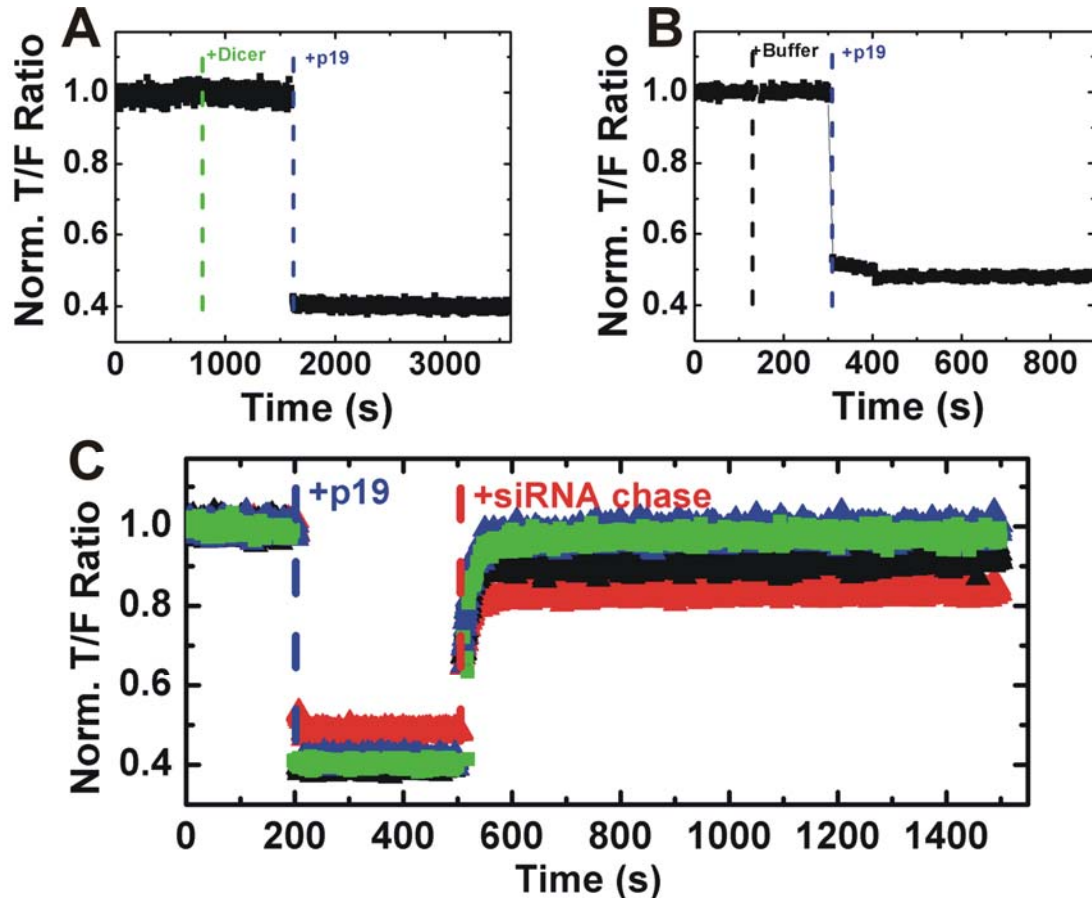 A
+Dicer
+p19
Norm. T/F Ratio
1.0
0.8
0.6
0.4
0 1000 2000 3000
Time (s)
B
+Buffer
+p19
Norm. T/F Ratio
1.0
0.8
0.6
0.4
0 200 400 600 800
Time (s)
C
+p19
+siRNA chase
Norm. T/F Ratio
1.0
0.8
0.6
0.4
0 200 400 600 800 1000 1200 1400
Time (s)